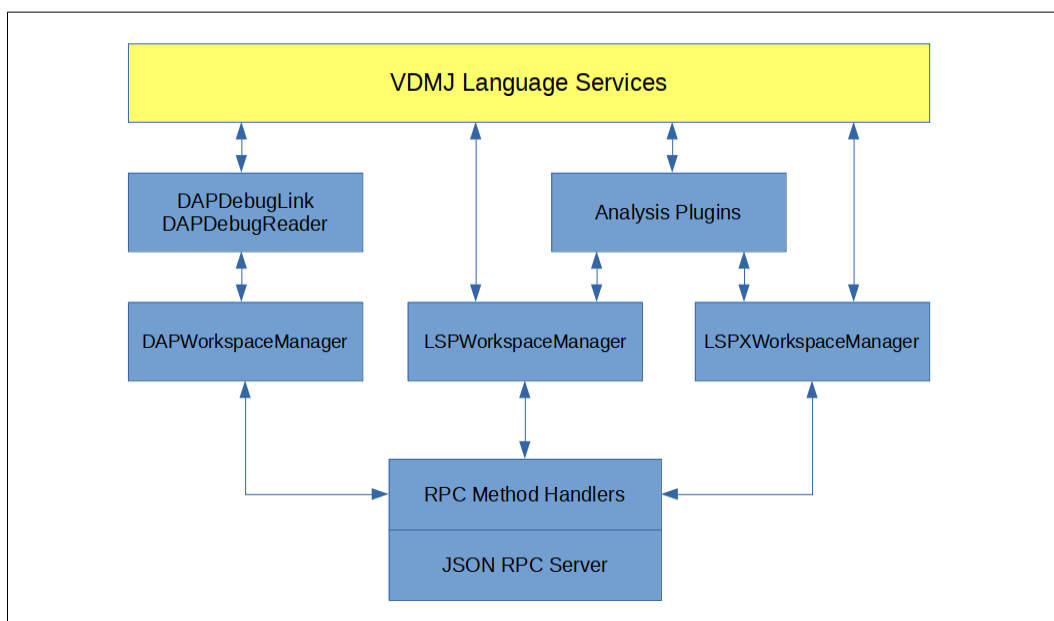 VDMJ Language Services
DAPDebugLink
DAPDebugReader
Analysis Plugins
DAPWorkspaceManager
LSPWorkspaceManager
LSPXWorkspaceManager
RPC Method Handlers
JSON RPC Server